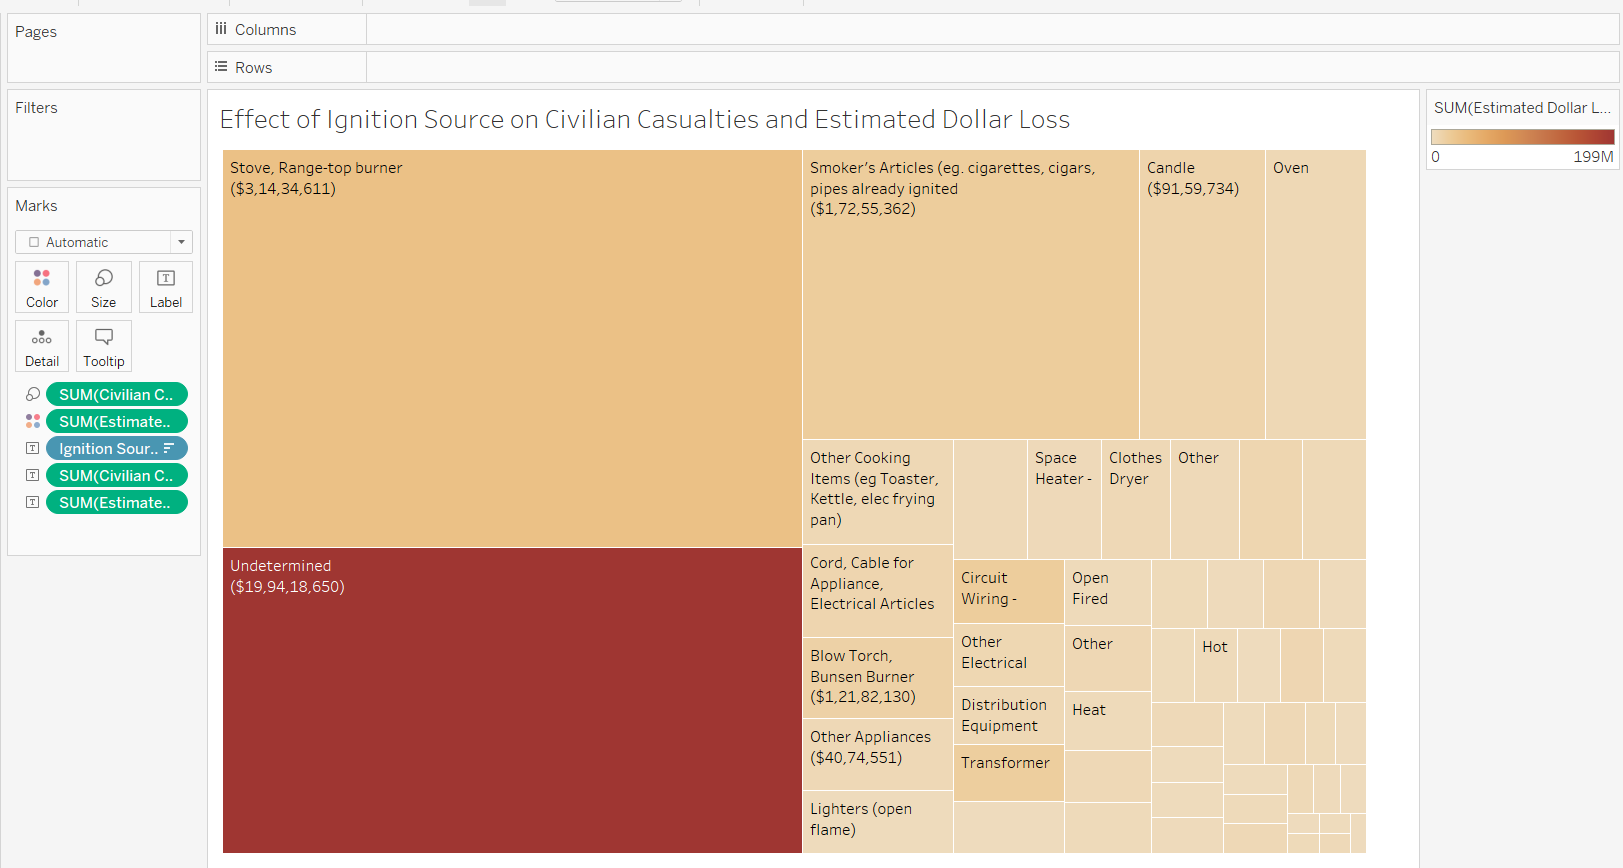 Pages
Columns
Rows
Filters
Marks
Automatic
Color
Size
Label
Detail
Tooltip
SUM(Civilian C..
SUM(Estimate..
Ignition Sour..
SUM(Civilian C..
SUM(Estimate..
Effect of Ignition Source on Civilian Casualties and Estimated Dollar Loss
Stove, Range-top burner
($3,14,34,611)
Undetermined
($19,94,18,650)
Smoker's Articles (eg. cigarettes, cigars,
pipes already ignited
($1,72,55,362)
Candle
($91,59,734)
Oven
Other Cooking
Items (eg Toaster,
Kettle, elec frying
pan)
Space
Heater -
Clothes
Dryer
Other
Cord, Cable for
Appliance,
Electrical Articles
Circuit
Wiring -
Open
Fired
Blow Torch,
Bunsen Burner
($1,21,82,130)
Other
Electrical
Other
Hot
Distribution
Equipment
Heat
Other Appliances
($40,74,551)
Transformer
Lighters (open
flame)
SUM(Estimated Dollar L...
0
199M